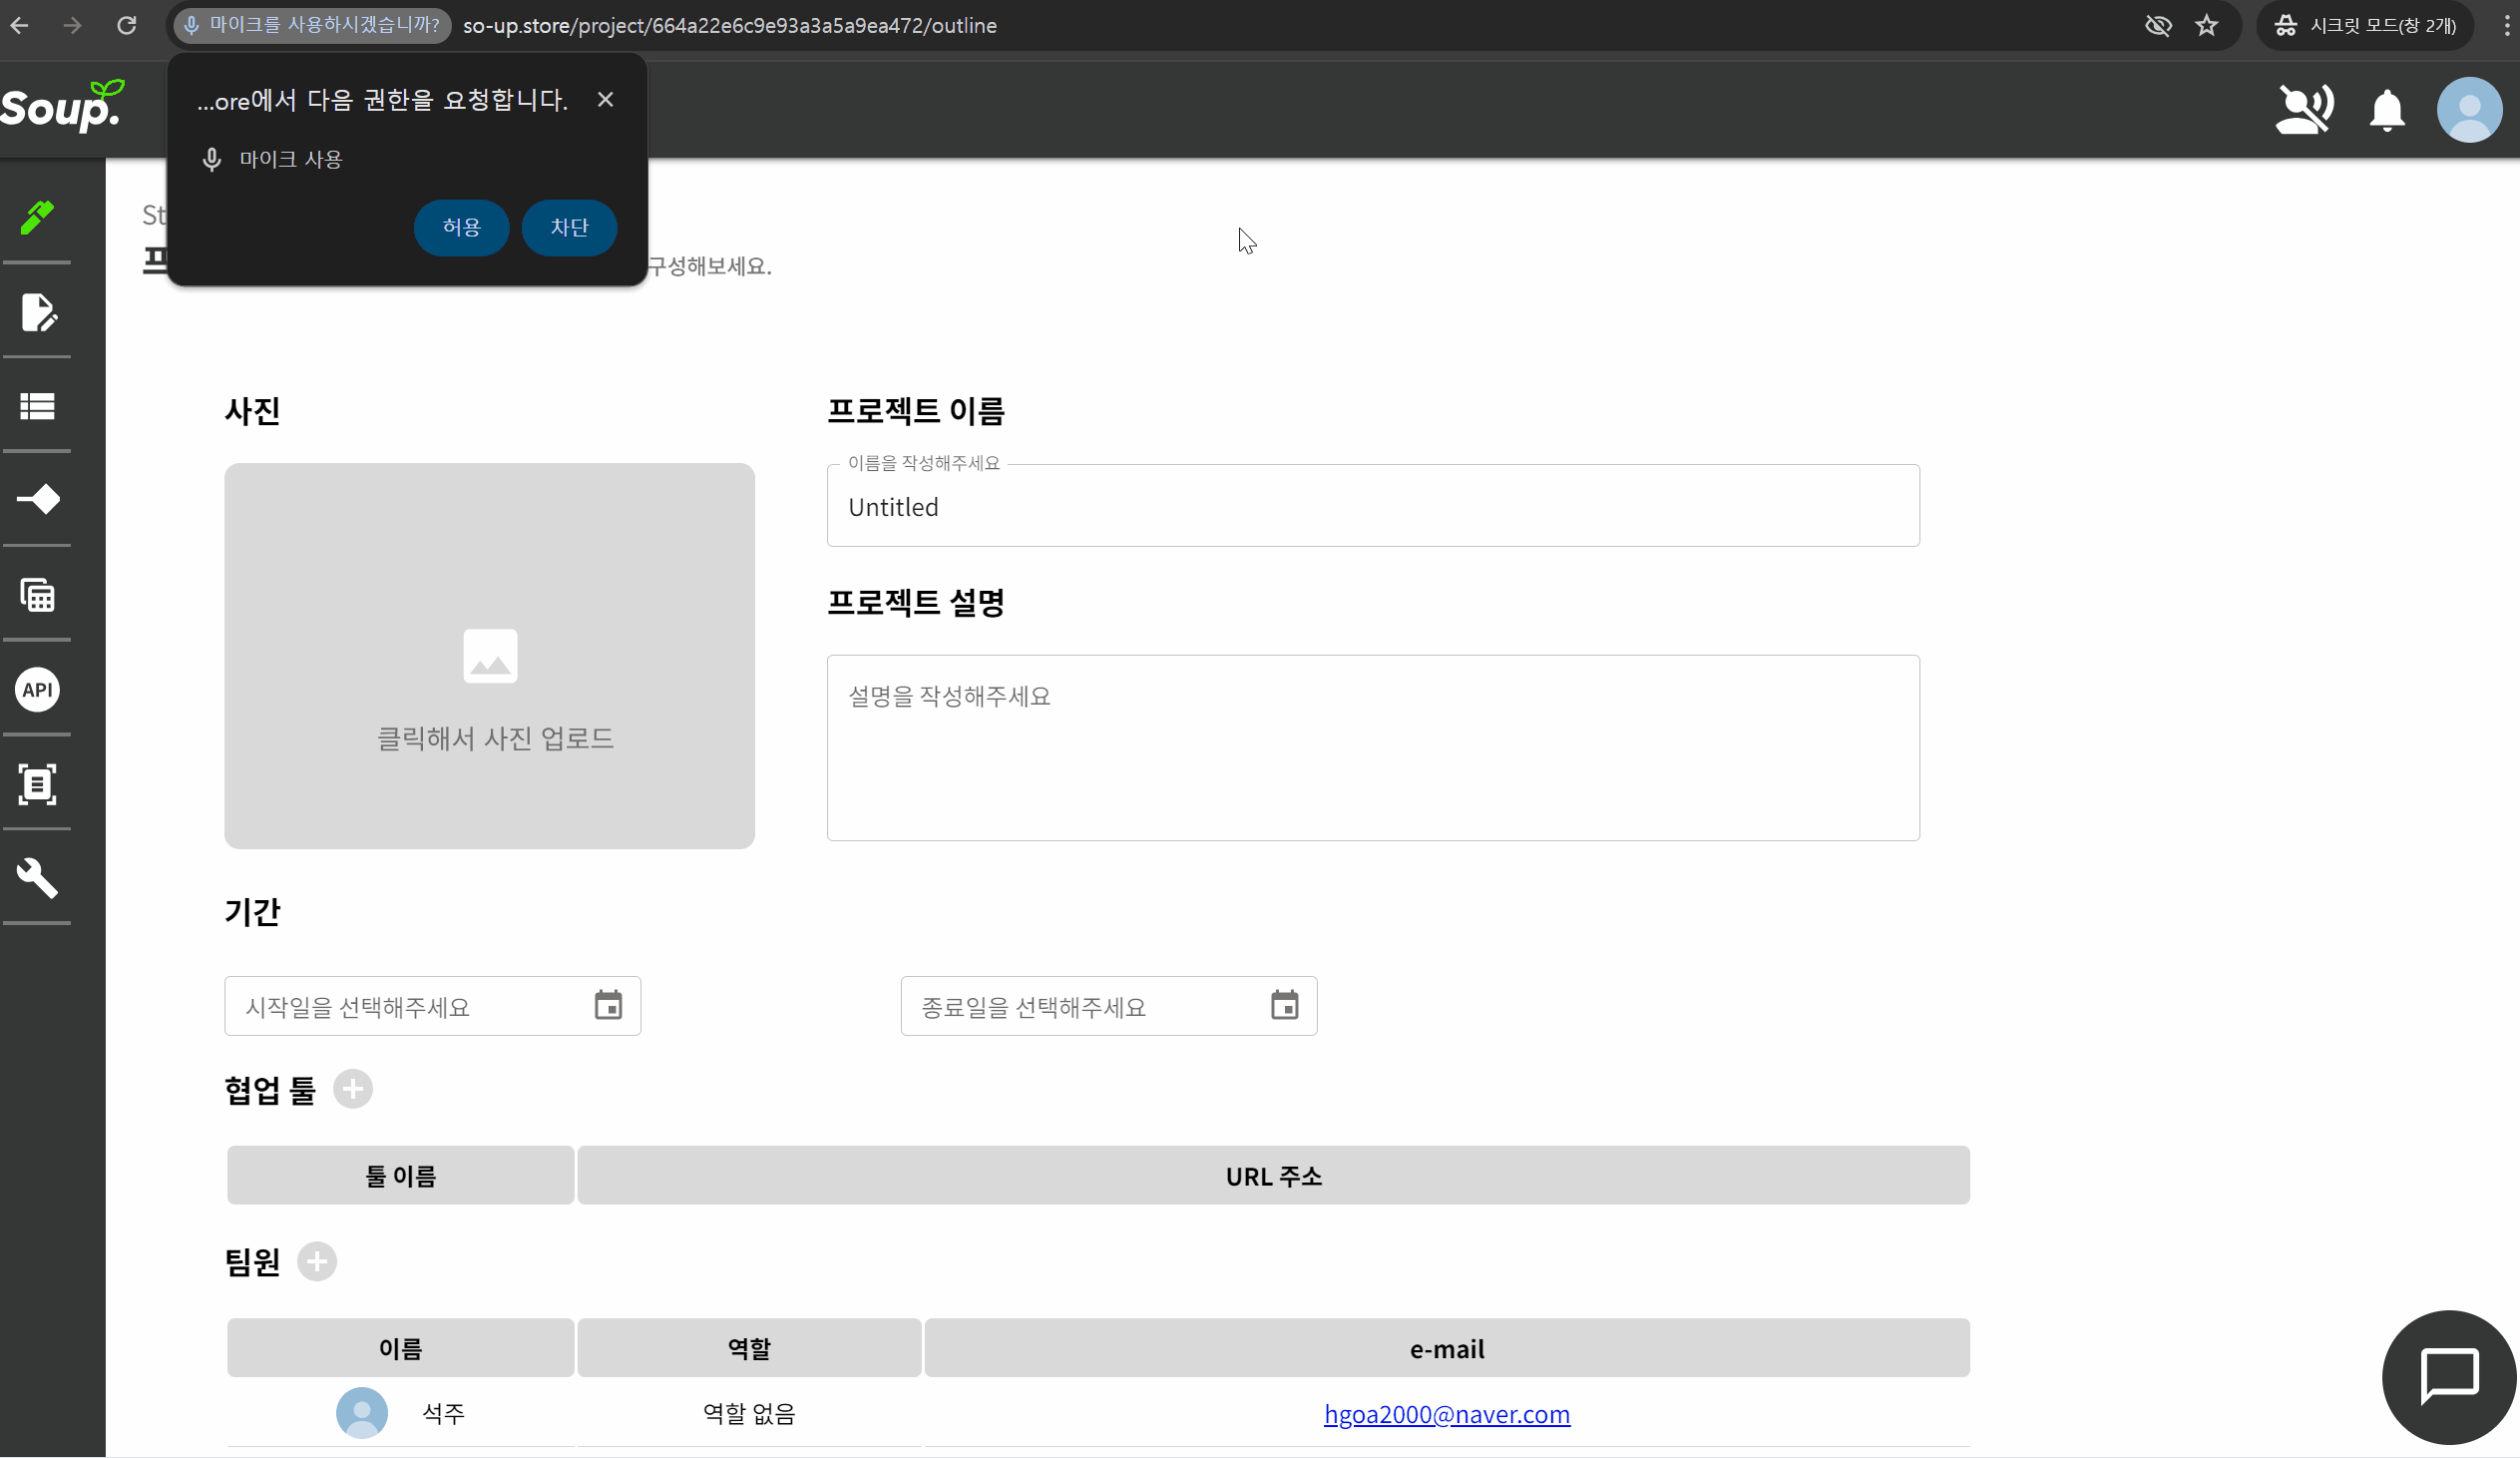 마이크를 사용하시겠습니까? so-up.store/project/664a22e6c9e93a3a5a9ea472/outline
시크릿 모드(창 2개)
Soup.
...ore에서 다음 권한을 요청합니다.
마이크 사용
허용 차단
St
프
구성해보세요.
사진
클릭해서 사진 업로드
프로젝트 이름
이름을 작성해주세요
Untitled
프로젝트 설명
설명을 작성해주세요
API
기간
시작일을 선택해주세요 종료일을 선택해주세요
협업 툴
툴 이름 URL 주소
팀원
이름 역할 e-mail
석주 역할 없음 hgoa2000@naver.com